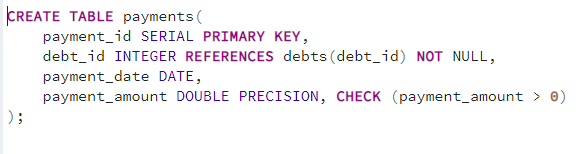 CREATE TABLE payments(
    payment_id SERIAL PRIMARY KEY,
    debt_id INTEGER REFERENCES debts(debt_id) NOT NULL,
    payment_date DATE,
    payment_amount DOUBLE PRECISION, CHECK (payment_amount > 0)
);